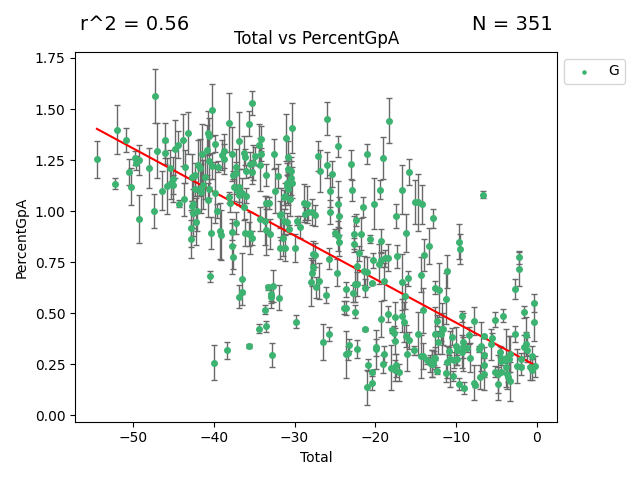 r^2 = 0.56 N = 351
Total vs PercentGpA
1.75
1.50
1.25
1.00
0.75
0.50
0.25
0.00
PercentGpA
G
−50 −40 −30 −20 −10 0
Total